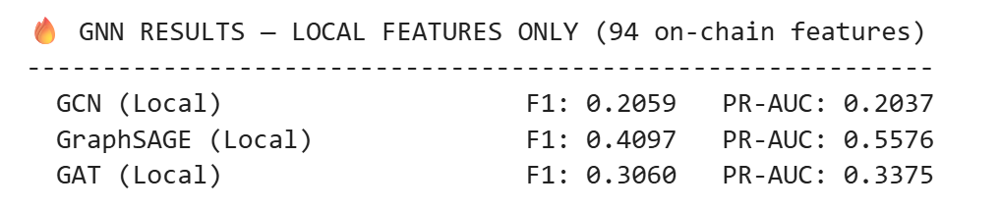 🔥 GNN RESULTS — LOCAL FEATURES ONLY (94 on-chain features)
------------------------------------------------------------
GCN (Local) F1: 0.2059 PR-AUC: 0.2037
GraphSAGE (Local) F1: 0.4097 PR-AUC: 0.5576
GAT (Local) F1: 0.3060 PR-AUC: 0.3375